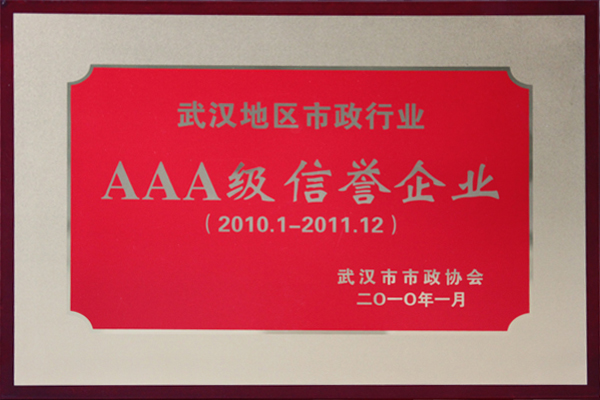 武汉地区市政行业
AAA级信誉企业
（2010.1-2011.12）
武汉市市政协会
二〇一〇年一月